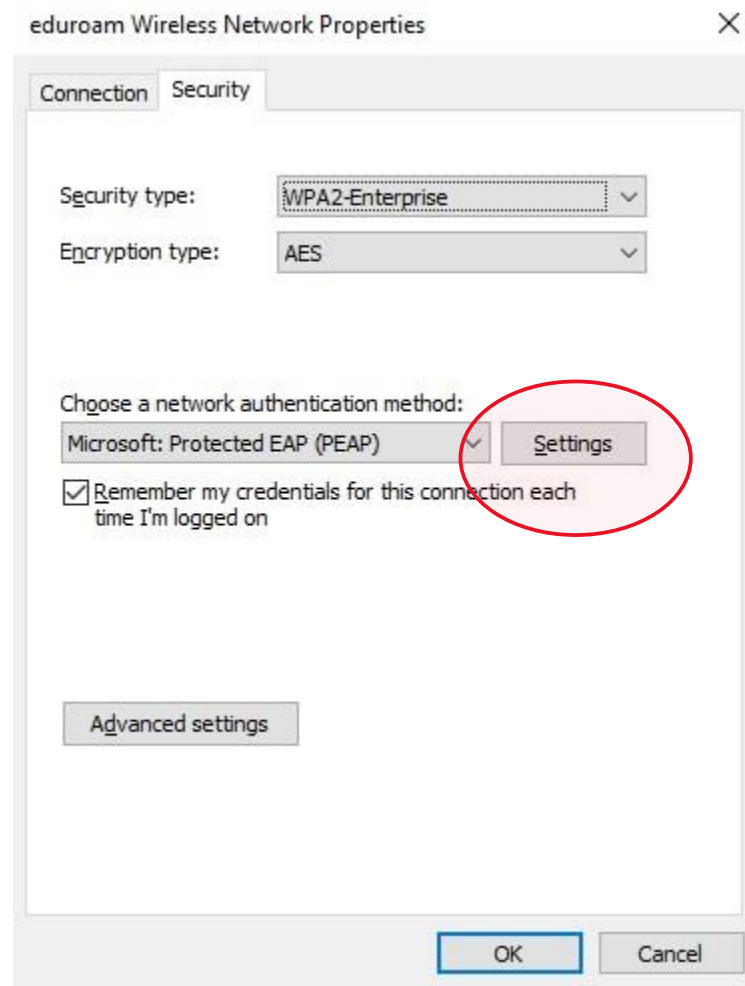 eduroam Wireless Network Properties
Connection Security
Security type: WPA2-Enterprise
Encryption type: AES
Choose a network authentication method:
Microsoft: Protected EAP (PEAP) Settings
Remember my credentials for this connection each
time I'm logged on
Advanced settings
OK Cancel